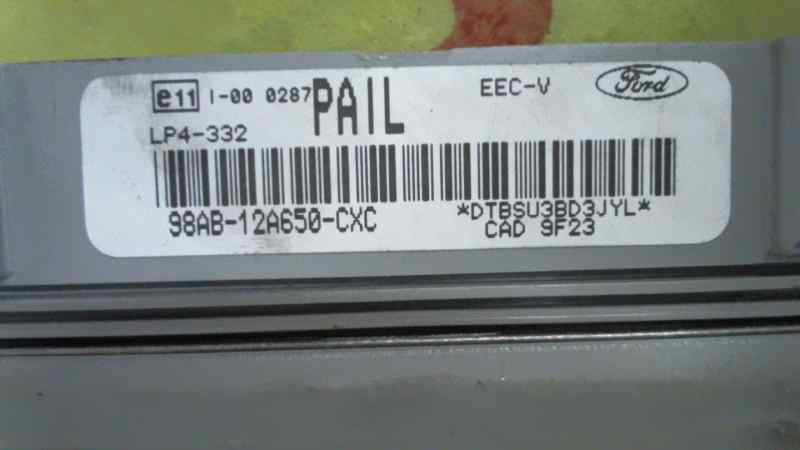 e11 I-00 0287 PAIL EEC-V Ford
LP4-332
98AB-12A650-CXC *DTBSU3BD3JYL*
CAD 9F23